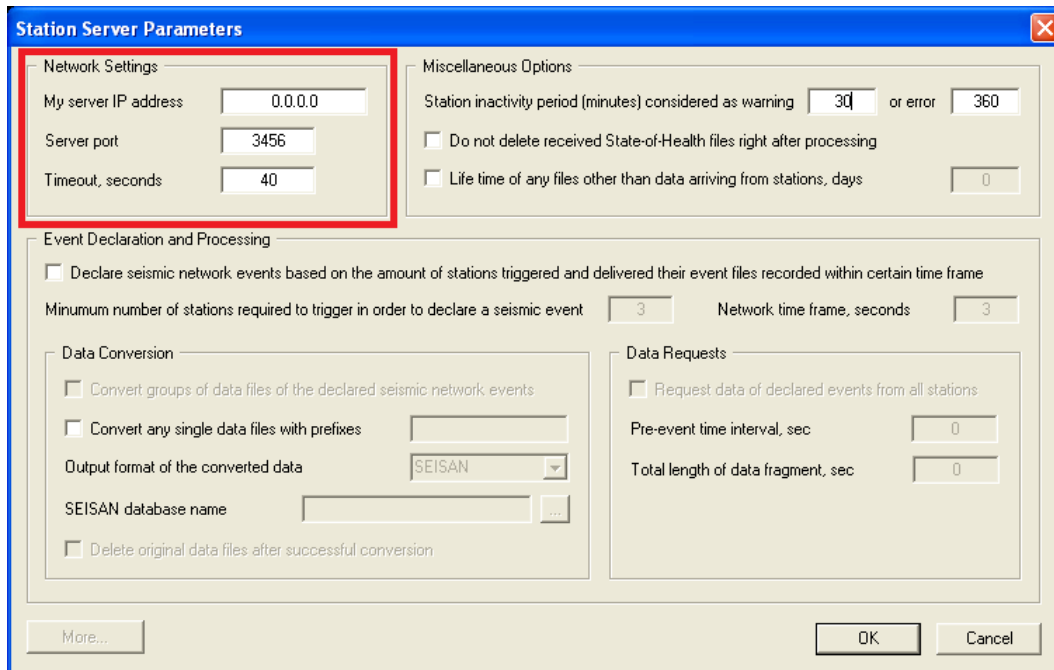 Station Server Parameters
Network Settings
My server IP address 0.0.0.0
Server port 3456
Timeout, seconds 40
Miscellaneous Options
Station inactivity period (minutes) considered as warning 30 or error 360
Do not delete received State-of-Health files right after processing
Life time of any files other than data arriving from stations, days 0
Event Declaration and Processing
Declare seismic network events based on the amount of stations triggered and delivered their event files recorded within certain time frame
Minumum number of stations required to trigger in order to declare a seismic event 3 Network time frame, seconds 3
Data Conversion
Convert groups of data files of the declared seismic network events
Convert any single data files with prefixes
Output format of the converted data SEISAN
SEISAN database name ...
Delete original data files after successful conversion
Data Requests
Request data of declared events from all stations
Pre-event time interval, sec 0
Total length of data fragment, sec 0
More... OK Cancel